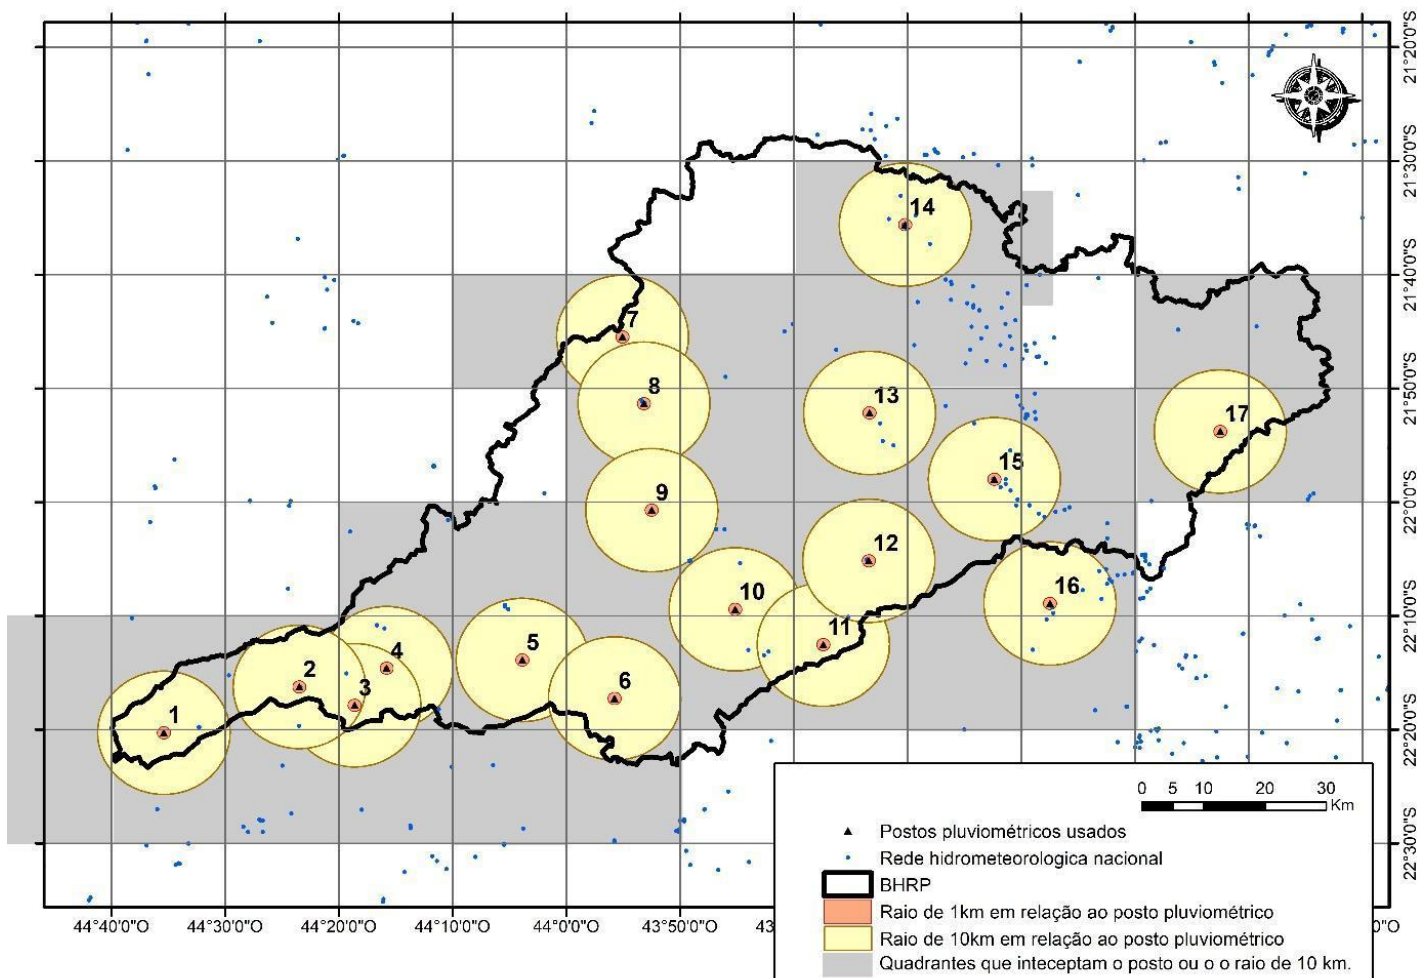 21°20'0"S
21°30'0"S
14
21°40'0"S
7
8
13
21°50'0"S
17
15
9
22°0'0"S
12
10
16
22°10'0"S
11
5
4
2
6
3
1
22°20'0"S
0 5 10 20 30
Km
Postos pluviométricos usados
22°30'0"S
Rede hidrometeorologica nacional
BHRP
Raio de 1km em relação ao posto pluviométrico
44°40'0"O 44°30'0"O 44°20'0"O 44°10'0"O 44°0'0"O 43°50'0"O
Raio de 10km em relação ao posto pluviométrico
Quadrantes que inteceptam o posto ou o o raio de 10 km.